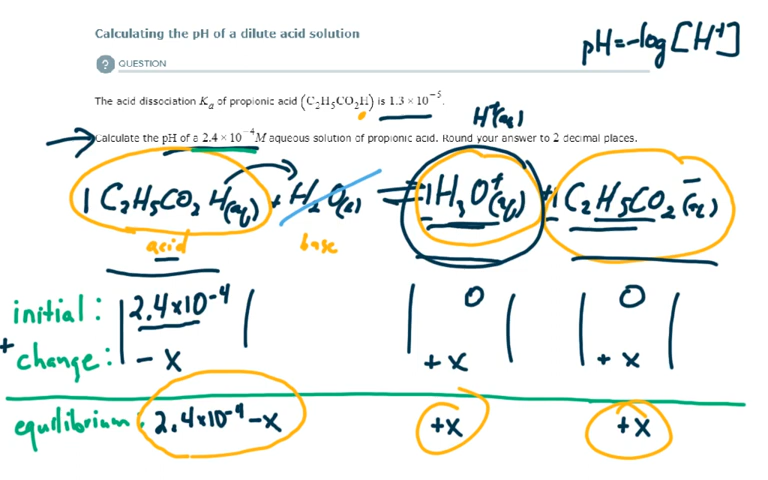 Calculating the pH of a dilute acid solution
pH=-log[H⁺]
? QUESTION
The acid dissociation Kₐ of propionic acid (C₂H₅CO₂H) is 1.3 × 10⁻⁵.
H⁺(aq)
Calculate the pH of a 2.4 × 10⁻⁴ M aqueous solution of propionic acid. Round your answer to 2 decimal places.
1 C₂H₅CO₂H(aq) + H₂O(l) ⇌ 1H₃O⁺(aq) + 1C₂H₅CO₂⁻(aq)
acid base
initial: 2.4×10⁻⁴ 0 0
+ change: -x +x +x
equilibrium: 2.4×10⁻⁴-x +x +x